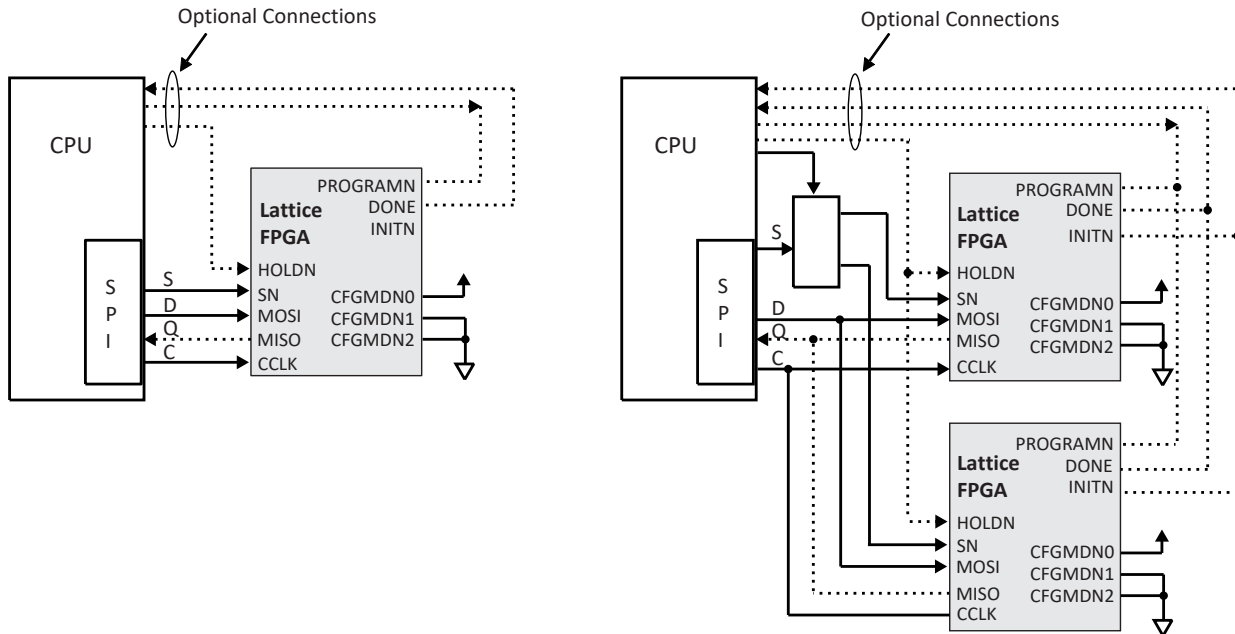 Optional Connections
CPU
PROGRAMN
DONE
INITN
Lattice
FPGA
HOLDN
SN
MOSI
MISO
CCLK
CFGMDN0
CFGMDN1
CFGMDN2
S
P
I
S
D
Q
C
Optional Connections
CPU
S
P
I
S
D
Q
C
PROGRAMN
DONE
INITN
Lattice
FPGA
HOLDN
SN
MOSI
MISO
CCLK
CFGMDN0
CFGMDN1
CFGMDN2
PROGRAMN
DONE
INITN
Lattice
FPGA
HOLDN
SN
MOSI
MISO
CCLK
CFGMDN0
CFGMDN1
CFGMDN2